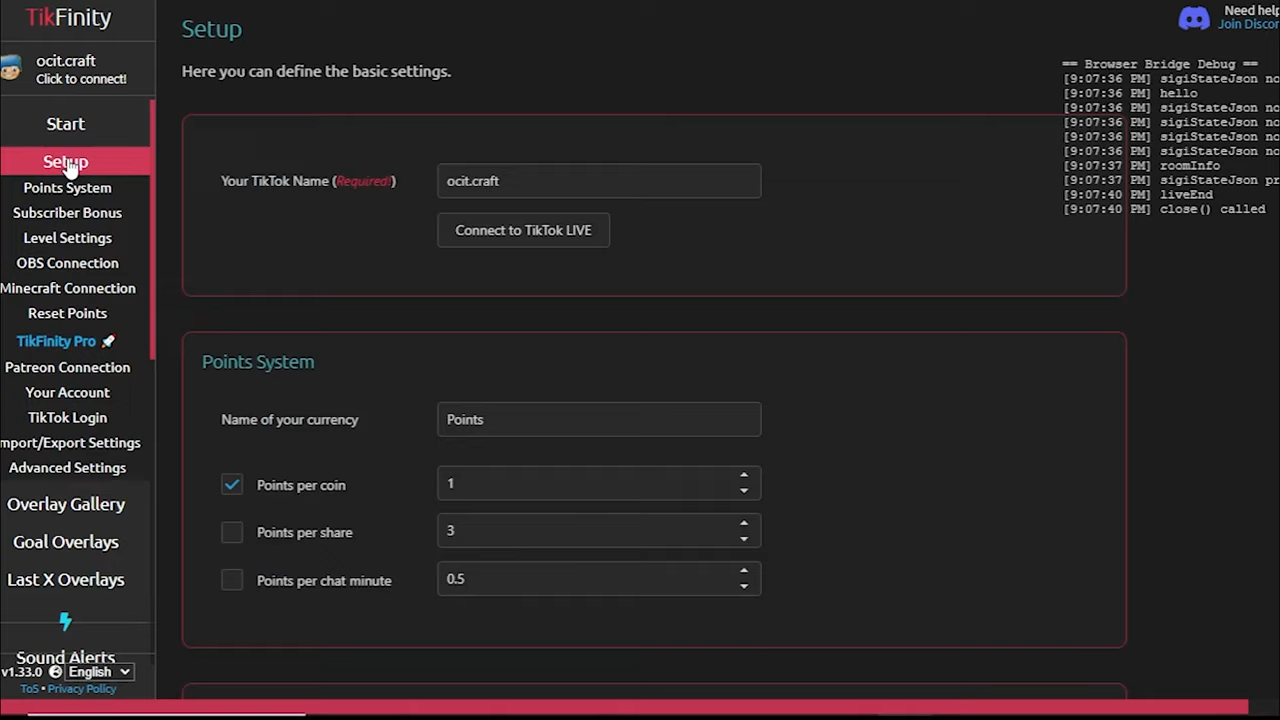 TikFinity
ocit.craft
Click to connect!
Start
Setup
Points System
Subscriber Bonus
Level Settings
OBS Connection
Minecraft Connection
Reset Points
TikFinity Pro 🚀
Patreon Connection
Your Account
TikTok Login
mport/Export Settings
Advanced Settings
Overlay Gallery
Goal Overlays
Last X Overlays
Sound Alerts
v1.33.0 English
ToS • Privacy Policy
Setup
Here you can define the basic settings.
Your TikTok Name (Required!) ocit.craft
Connect to TikTok LIVE
Points System
Name of your currency Points
Points per coin 1
Points per share 3
Points per chat minute 0.5
Need help
Join Discor
== Browser Bridge Debug ==
[9:07:36 PM] sigiStateJson no
[9:07:36 PM] hello
[9:07:36 PM] sigiStateJson no
[9:07:36 PM] sigiStateJson no
[9:07:36 PM] sigiStateJson no
[9:07:36 PM] sigiStateJson no
[9:07:37 PM] roomInfo
[9:07:37 PM] sigiStateJson pr
[9:07:40 PM] liveEnd
[9:07:40 PM] close() called